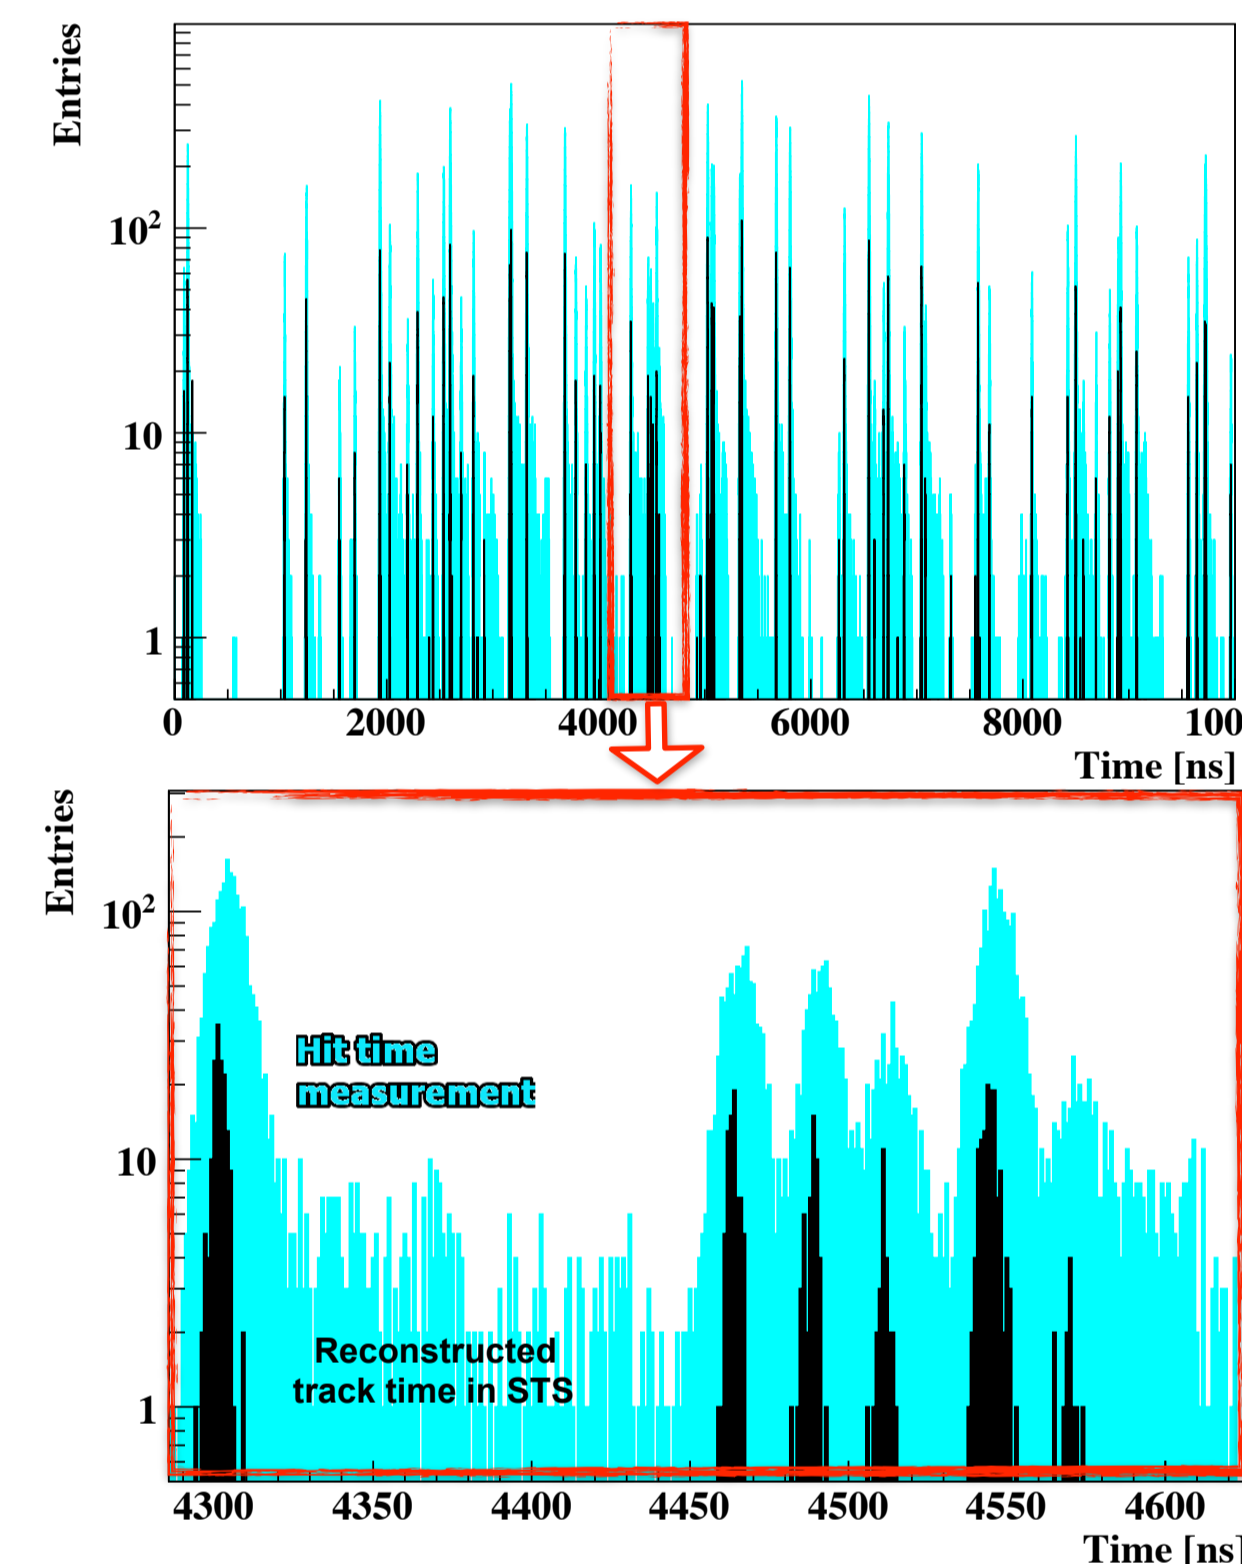 Entries
10²
10
1
0 2000 4000 6000 8000 100
Time [ns]
Entries
10²
Hit time
measurement
10
Reconstructed
track time in STS
1
4300 4350 4400 4450 4500 4550 4600
Time [ns]